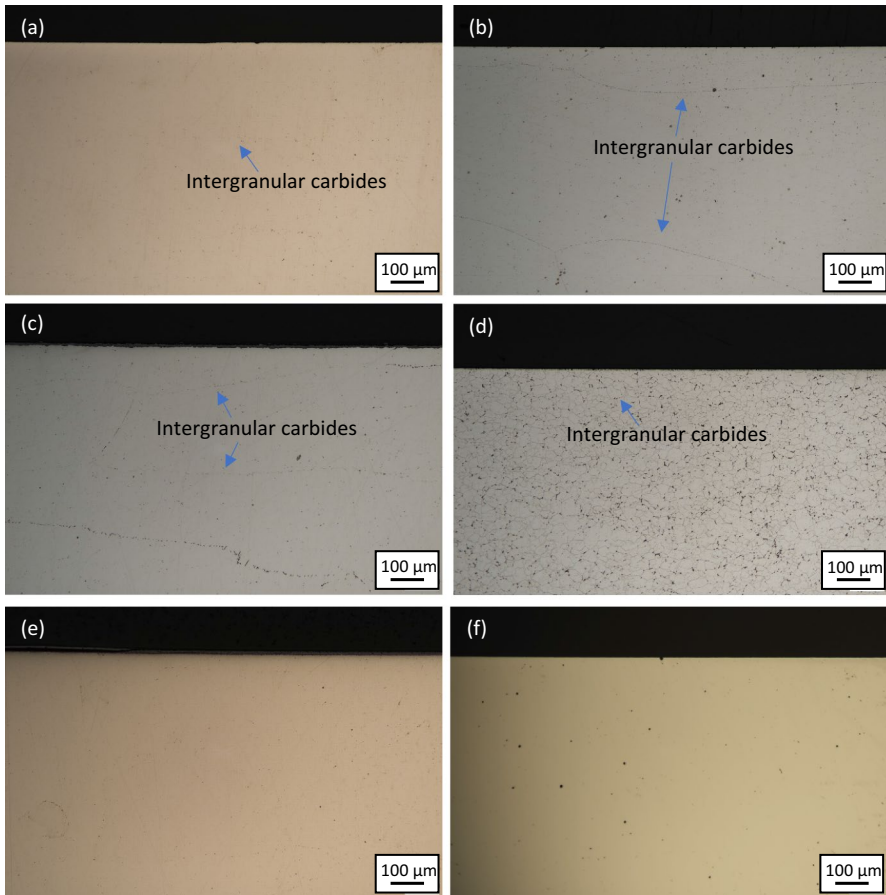 (a)
Intergranular carbides
100 µm
(b)
Intergranular carbides
100 µm
(c)
Intergranular carbides
100 µm
(d)
Intergranular carbides
100 µm
(e)
100 µm
(f)
100 µm